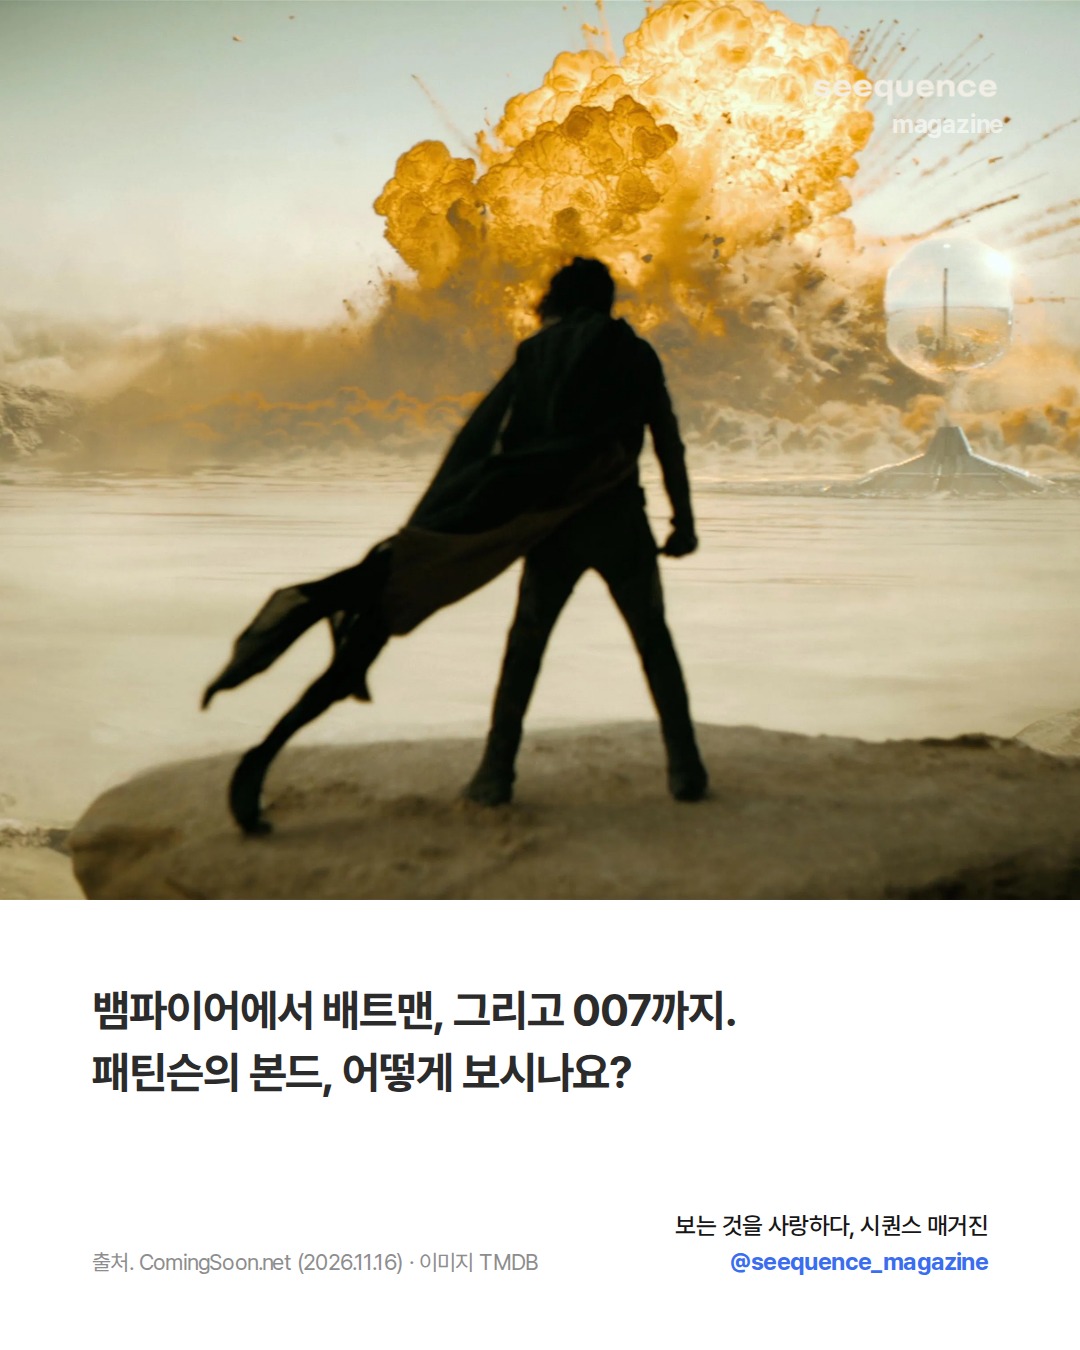 seequence
magazine
뱀파이어에서 배트맨, 그리고 007까지.
패틴슨의 본드, 어떻게 보시나요?
보는 것을 사랑하다, 시퀀스 매거진
출처. ComingSoon.net (2026.11.16) · 이미지 TMDB
@seequence_magazine